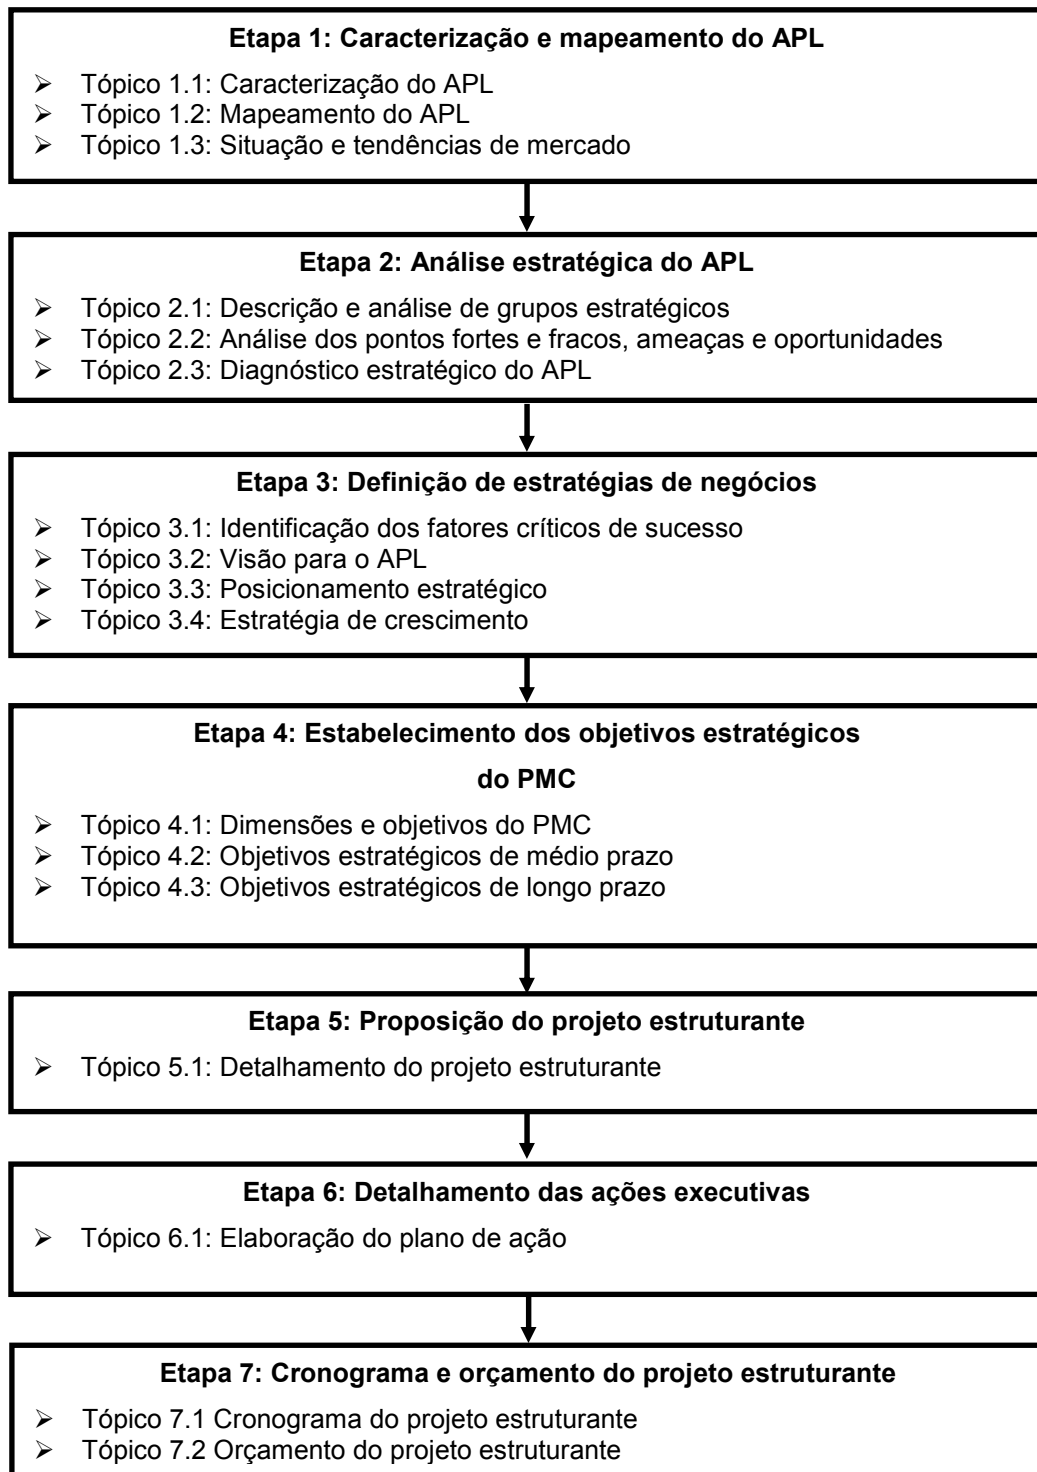 Etapa 1: Caracterização e mapeamento do APL
➢ Tópico 1.1: Caracterização do APL
➢ Tópico 1.2: Mapeamento do APL
➢ Tópico 1.3: Situação e tendências de mercado
Etapa 2: Análise estratégica do APL
➢ Tópico 2.1: Descrição e análise de grupos estratégicos
➢ Tópico 2.2: Análise dos pontos fortes e fracos, ameaças e oportunidades
➢ Tópico 2.3: Diagnóstico estratégico do APL
Etapa 3: Definição de estratégias de negócios
➢ Tópico 3.1: Identificação dos fatores críticos de sucesso
➢ Tópico 3.2: Visão para o APL
➢ Tópico 3.3: Posicionamento estratégico
➢ Tópico 3.4: Estratégia de crescimento
Etapa 4: Estabelecimento dos objetivos estratégicos
do PMC
➢ Tópico 4.1: Dimensões e objetivos do PMC
➢ Tópico 4.2: Objetivos estratégicos de médio prazo
➢ Tópico 4.3: Objetivos estratégicos de longo prazo
Etapa 5: Proposição do projeto estruturante
➢ Tópico 5.1: Detalhamento do projeto estruturante
Etapa 6: Detalhamento das ações executivas
➢ Tópico 6.1: Elaboração do plano de ação
Etapa 7: Cronograma e orçamento do projeto estruturante
➢ Tópico 7.1 Cronograma do projeto estruturante
➢ Tópico 7.2 Orçamento do projeto estruturante